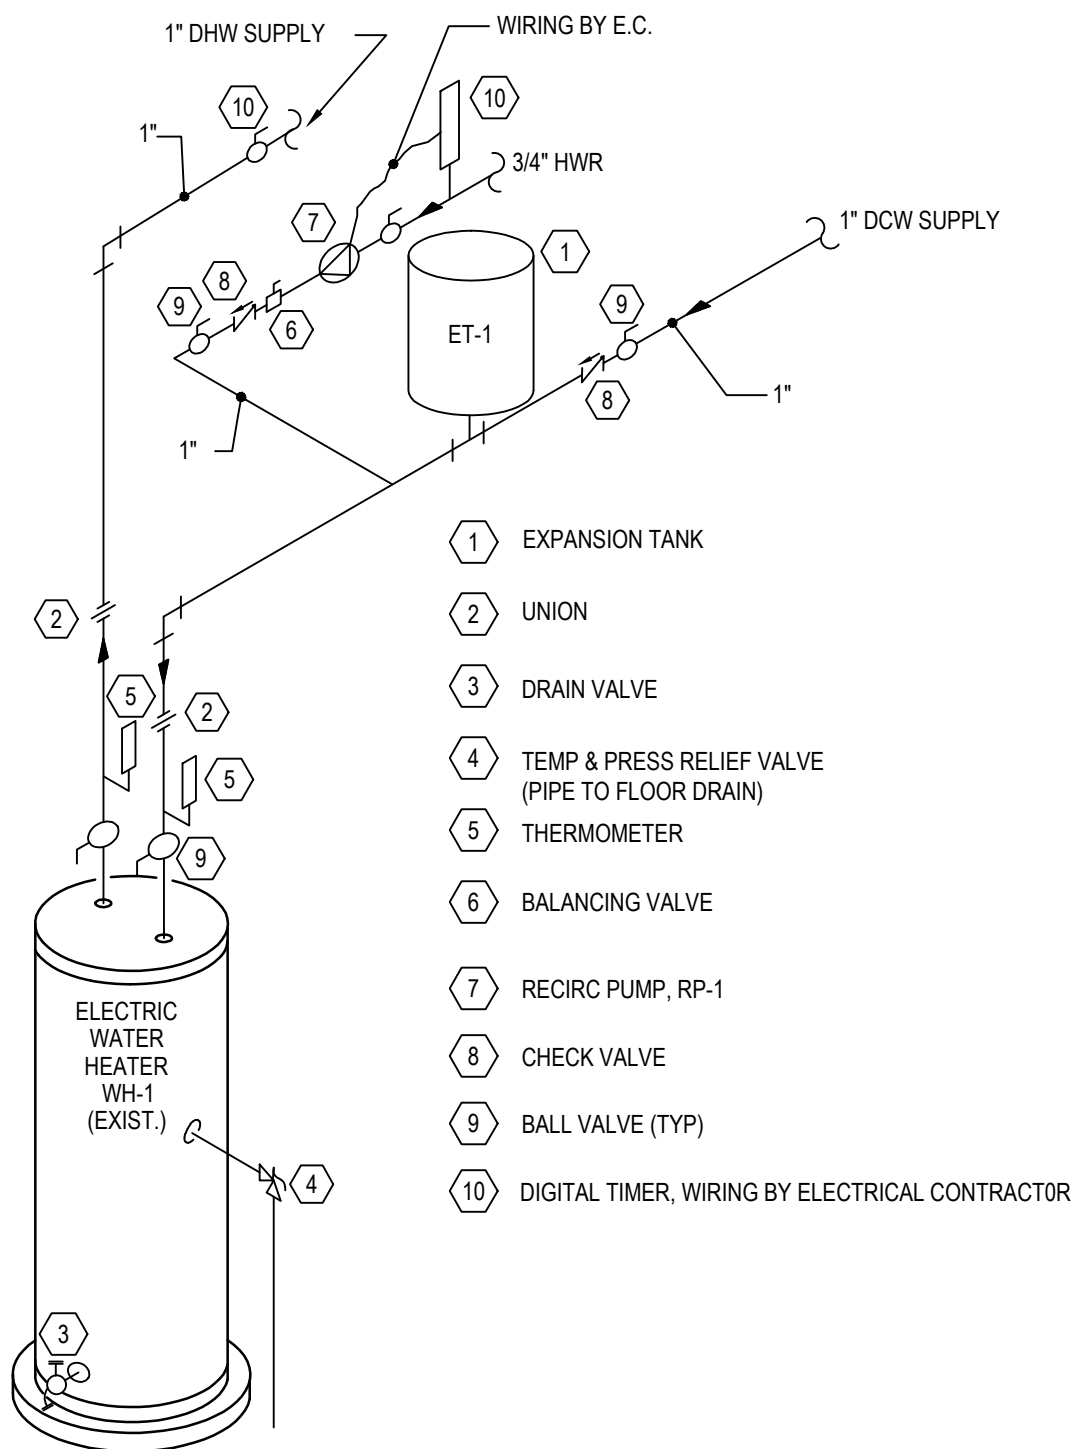 1" DHW SUPPLY
WIRING BY E.C.
10
10
1"
3/4" HWR
7
1
1" DCW SUPPLY
8
9
9
6
ET-1
8
1"
1"
1
EXPANSION TANK
2
UNION
2
3
DRAIN VALVE
5
2
4
TEMP & PRESS RELIEF VALVE
(PIPE TO FLOOR DRAIN)
5
5
THERMOMETER
9
6
BALANCING VALVE
7
RECIRC PUMP, RP-1
ELECTRIC
WATER
HEATER
WH-1
(EXIST.)
8
CHECK VALVE
9
BALL VALVE (TYP)
4
10
DIGITAL TIMER, WIRING BY ELECTRICAL CONTRACT0R
3